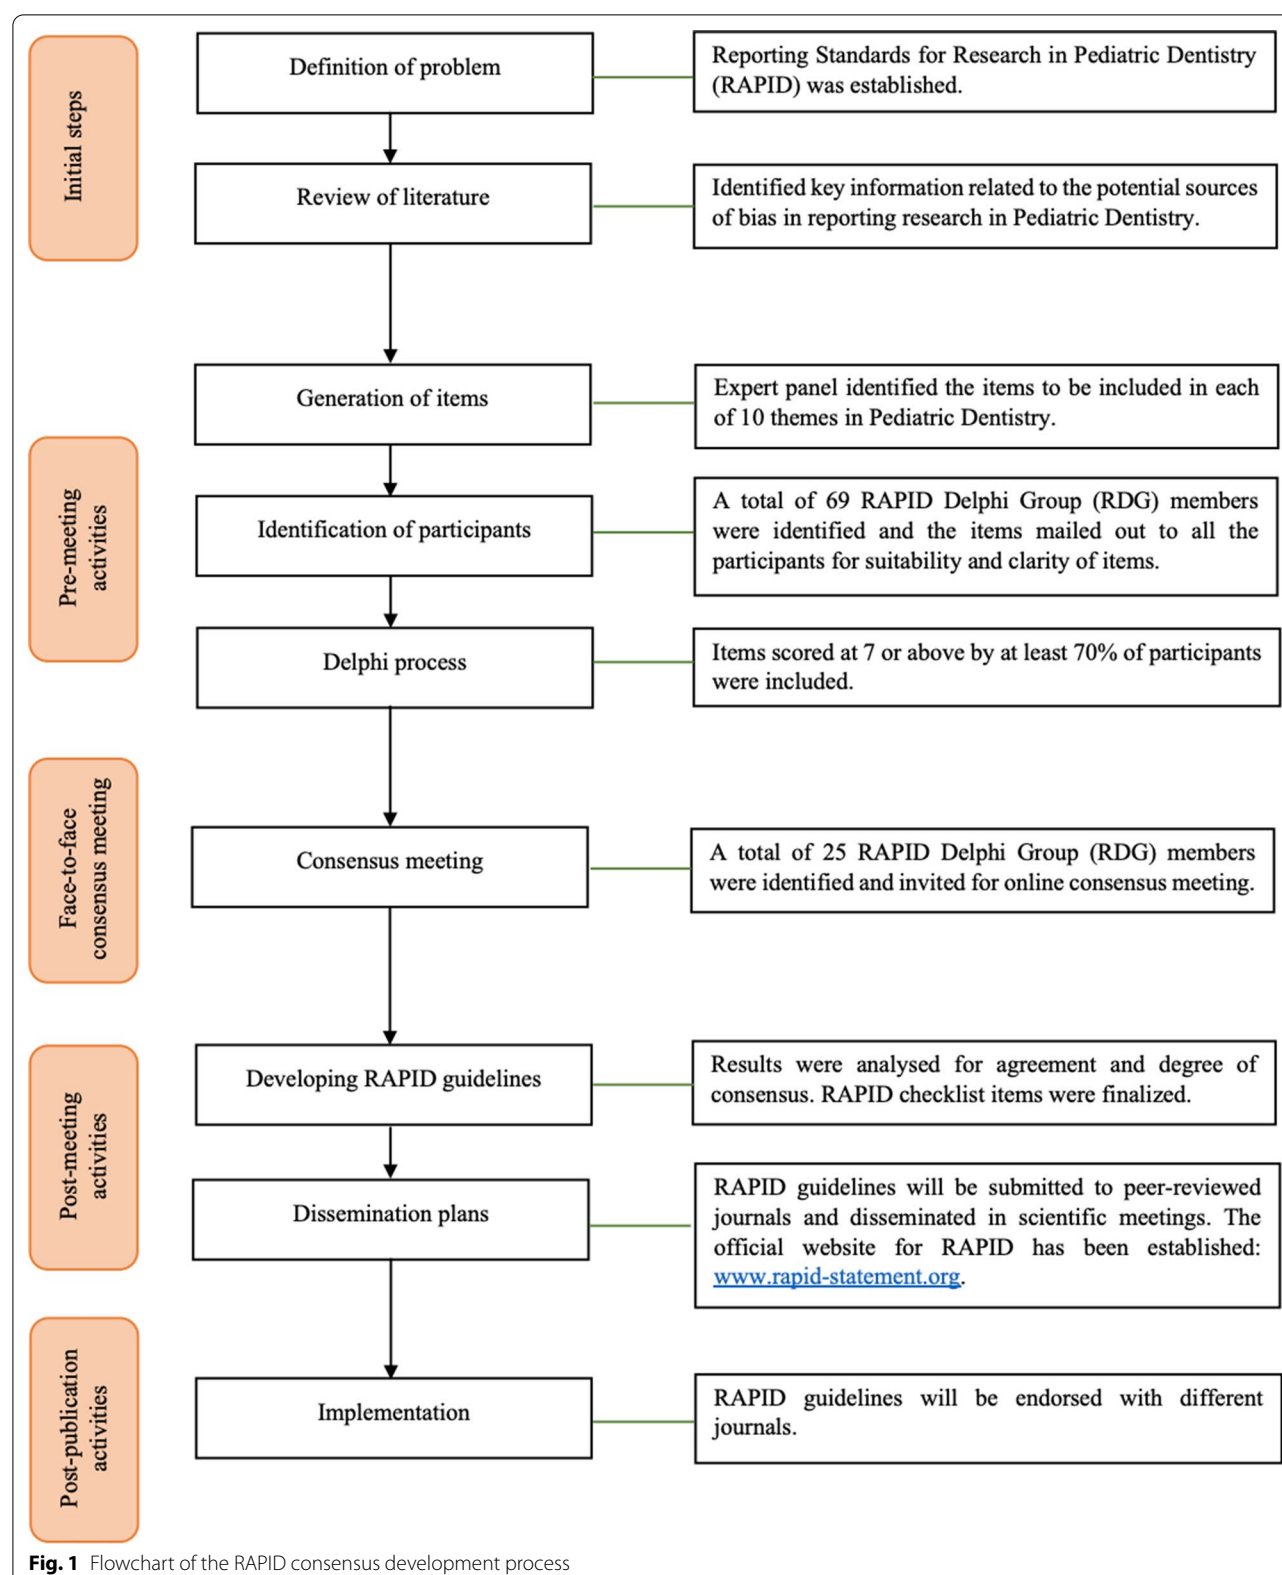 Initial steps
Definition of problem
Reporting Standards for Research in Pediatric Dentistry
(RAPID) was established.
Review of literature
Identified key information related to the potential sources
of bias in reporting research in Pediatric Dentistry.
Pre-meeting
activities
Generation of items
Expert panel identified the items to be included in each
of 10 themes in Pediatric Dentistry.
Identification of participants
A total of 69 RAPID Delphi Group (RDG) members
were identified and the items mailed out to all the
participants for suitability and clarity of items.
Delphi process
Items scored at 7 or above by at least 70% of participants
were included.
Face-to-face
consensus meeting
Consensus meeting
A total of 25 RAPID Delphi Group (RDG) members
were identified and invited for online consensus meeting.
Post-meeting
activities
Developing RAPID guidelines
Results were analysed for agreement and degree of
consensus. RAPID checklist items were finalized.
Dissemination plans
RAPID guidelines will be submitted to peer-reviewed
journals and disseminated in scientific meetings. The
official website for RAPID has been established:
www.rapid-statement.org.
Post-publication
activities
Implementation
RAPID guidelines will be endorsed with different
journals.
Fig. 1 Flowchart of the RAPID consensus development process